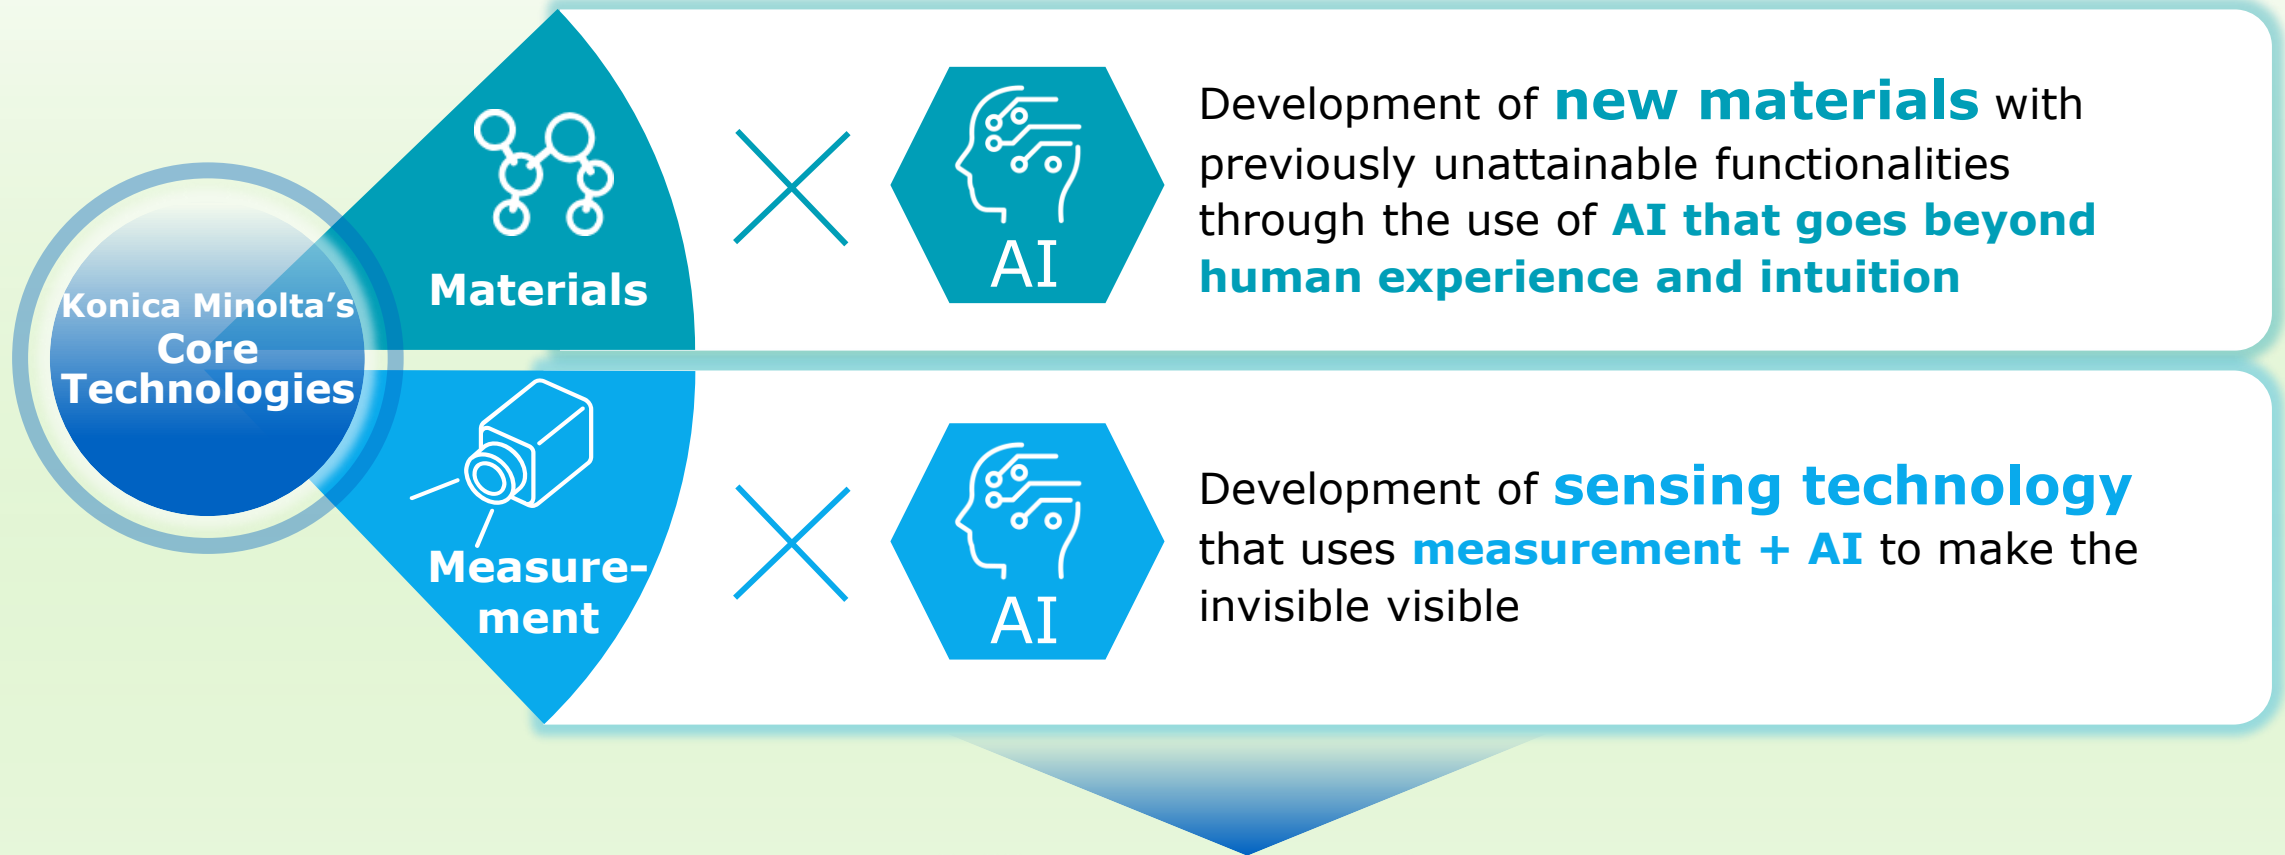 Konica Minolta’s
Core
Technologies
Materials
AI
Development of new materials with
previously unattainable functionalities
through the use of AI that goes beyond
human experience and intuition
Measure-
ment
AI
Development of sensing technology
that uses measurement + AI to make the
invisible visible